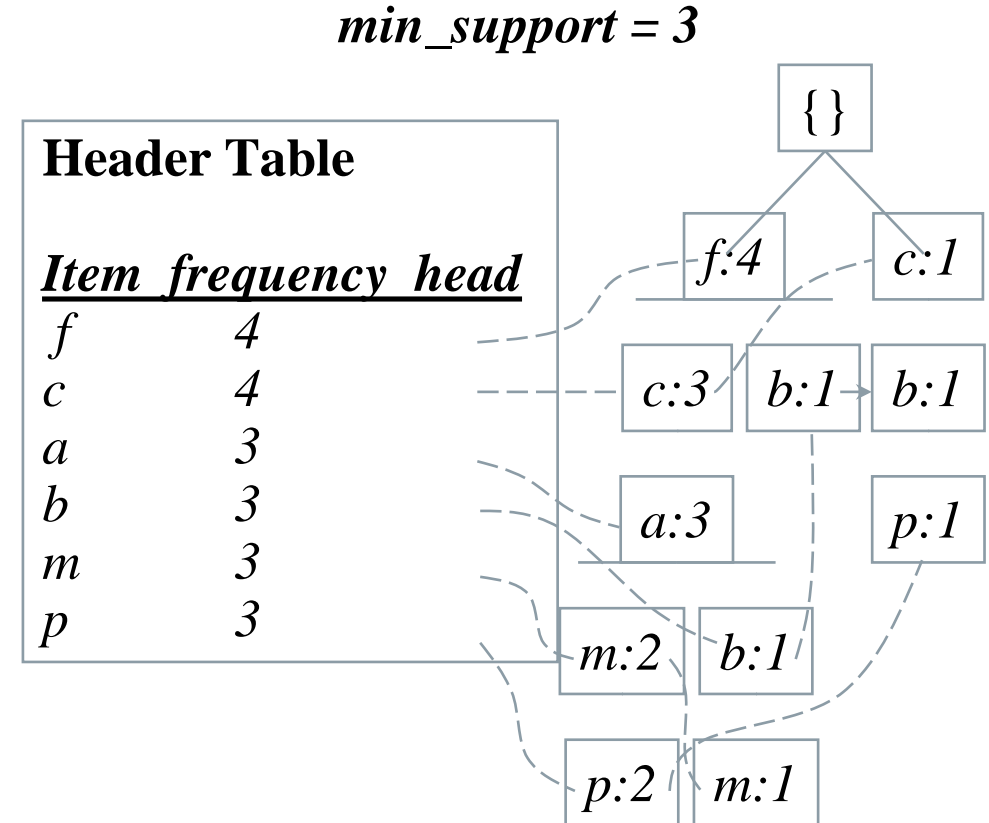 min_support = 3
{}
Header Table
Item frequency head
f 4
c 4
a 3
b 3
m 3
p 3
f:4 c:1
c:3 b:1 b:1
a:3 p:1
m:2 b:1
p:2 m:1